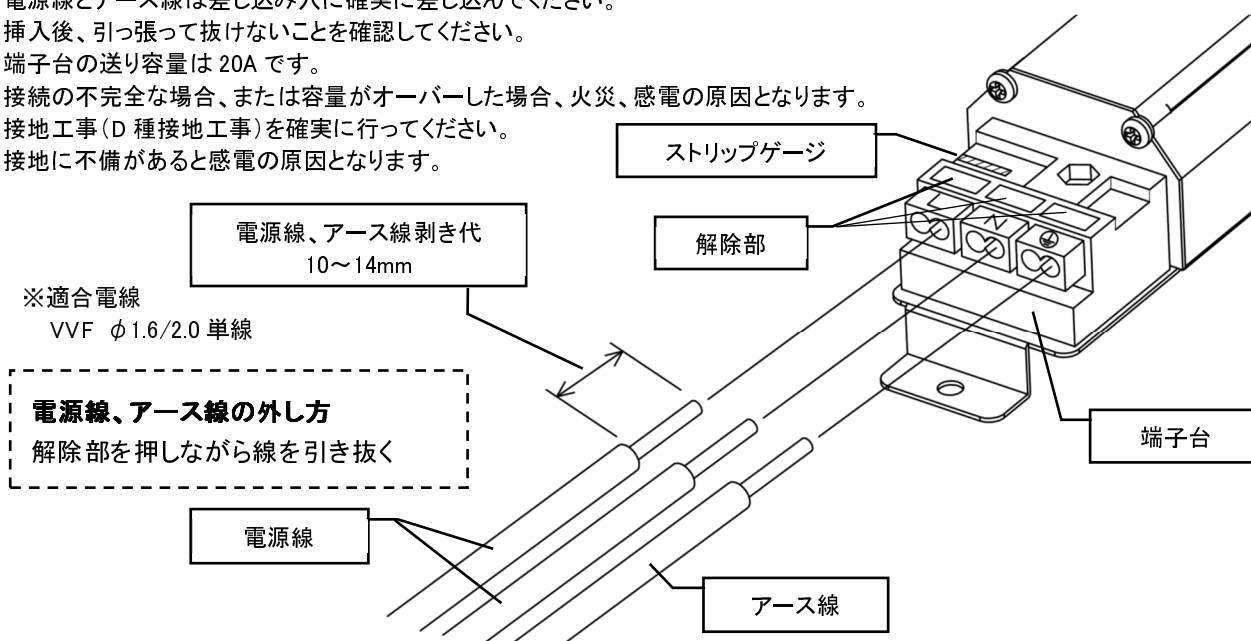 電源線とアース線は差し込み穴に確実に差し込んでください。
挿入後、引っ張って抜けないことを確認してください。
端子台の送り容量は 20A です。
接続の不完全な場合、または容量がオーバーした場合、火災、感電の原因となります。
接地工事（D 種接地工事）を確実に行ってください。
接地に不備があると感電の原因となります。
ストリップゲージ
電源線、アース線剥き代
10～14mm
解除部
N
※適合電線
VVF φ1.6/2.0 単線
電源線、アース線の外し方
解除部を押しながら線を引き抜く
端子台
電源線
アース線